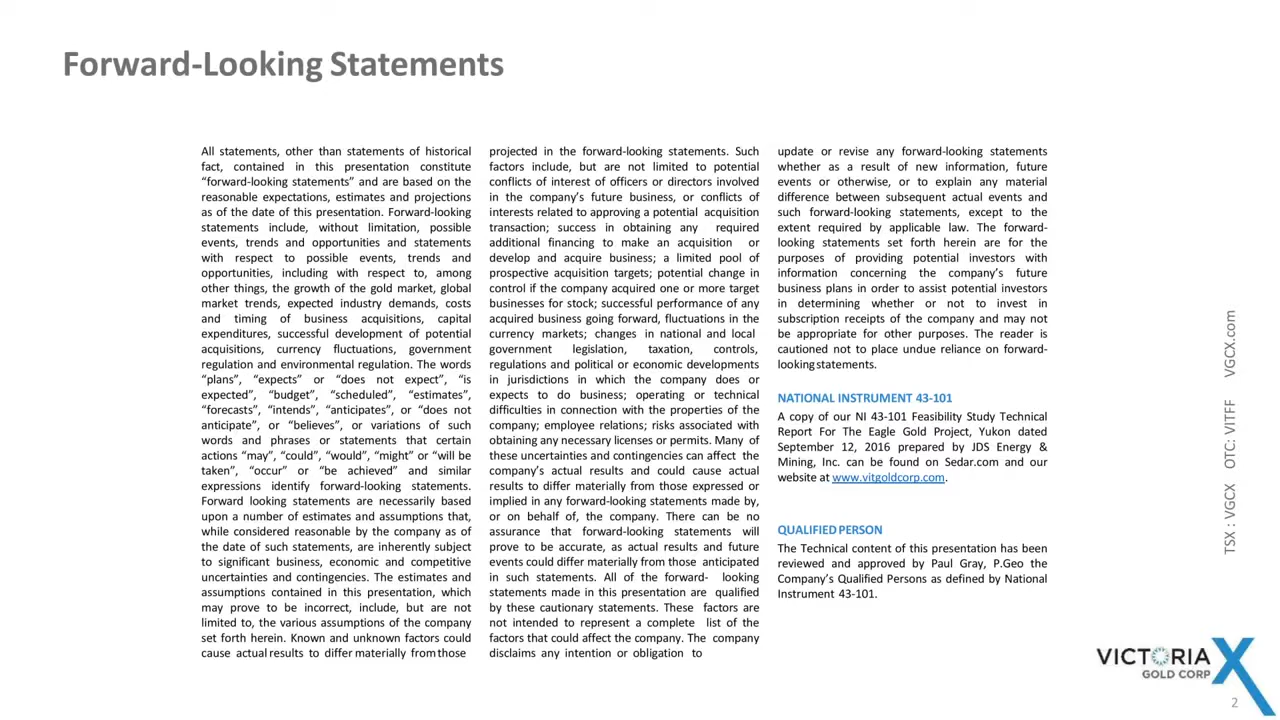 Forward-Looking Statements
All statements, other than statements of historical
fact, contained in this presentation constitute
“forward-looking statements” and are based on the
reasonable expectations, estimates and projections
as of the date of this presentation. Forward-looking
statements include, without limitation, possible
events, trends and opportunities and statements
with respect to possible events, trends and
opportunities, including with respect to, among
other things, the growth of the gold market, global
market trends, expected industry demands, costs
and timing of business acquisitions, capital
expenditures, successful development of potential
acquisitions, currency fluctuations, government
regulation and environmental regulation. The words
“plans”, “expects” or “does not expect”, “is
expected”, “budget”, “scheduled”, “estimates”,
“forecasts”, “intends”, “anticipates”, or “does not
anticipate”, or “believes”, or variations of such
words and phrases or statements that certain
actions “may”, “could”, “would”, “might” or “will be
taken”, “occur” or “be achieved” and similar
expressions identify forward-looking statements.
Forward looking statements are necessarily based
upon a number of estimates and assumptions that,
while considered reasonable by the company as of
the date of such statements, are inherently subject
to significant business, economic and competitive
uncertainties and contingencies. The estimates and
assumptions contained in this presentation, which
may prove to be incorrect, include, but are not
limited to, the various assumptions of the company
set forth herein. Known and unknown factors could
cause actual results to differ materially from those
projected in the forward-looking statements. Such
factors include, but are not limited to potential
conflicts of interest of officers or directors involved
in the company’s future business, or conflicts of
interests related to approving a potential acquisition
transaction; success in obtaining any required
additional financing to make an acquisition or
develop and acquire business; a limited pool of
prospective acquisition targets; potential change in
control if the company acquired one or more target
businesses for stock; successful performance of any
acquired business going forward, fluctuations in the
currency markets; changes in national and local
government legislation, taxation, controls,
regulations and political or economic developments
in jurisdictions in which the company does or
expects to do business; operating or technical
difficulties in connection with the properties of the
company; employee relations; risks associated with
obtaining any necessary licenses or permits. Many of
these uncertainties and contingencies can affect the
company’s actual results and could cause actual
results to differ materially from those expressed or
implied in any forward-looking statements made by,
or on behalf of, the company. There can be no
assurance that forward-looking statements will
prove to be accurate, as actual results and future
events could differ materially from those anticipated
in such statements. All of the forward- looking
statements made in this presentation are qualified
by these cautionary statements. These factors are
not intended to represent a complete list of the
factors that could affect the company. The company
disclaims any intention or obligation to
update or revise any forward-looking statements
whether as a result of new information, future
events or otherwise, or to explain any material
difference between subsequent actual events and
such forward-looking statements, except to the
extent required by applicable law. The forward-
looking statements set forth herein are for the
purposes of providing potential investors with
information concerning the company’s future
business plans in order to assist potential investors
in determining whether or not to invest in
subscription receipts of the company and may not
be appropriate for other purposes. The reader is
cautioned not to place undue reliance on forward-
looking statements.
NATIONAL INSTRUMENT 43-101
A copy of our NI 43-101 Feasibility Study Technical
Report For The Eagle Gold Project, Yukon dated
September 12, 2016 prepared by JDS Energy &
Mining, Inc. can be found on Sedar.com and our
website at www.vitgoldcorp.com.
QUALIFIED PERSON
The Technical content of this presentation has been
reviewed and approved by Paul Gray, P.Geo the
Company’s Qualified Persons as defined by National
Instrument 43-101.
TSX : VGCX OTC: VITFF VGCX.com
VICTORIA
GOLD CORP
X
2